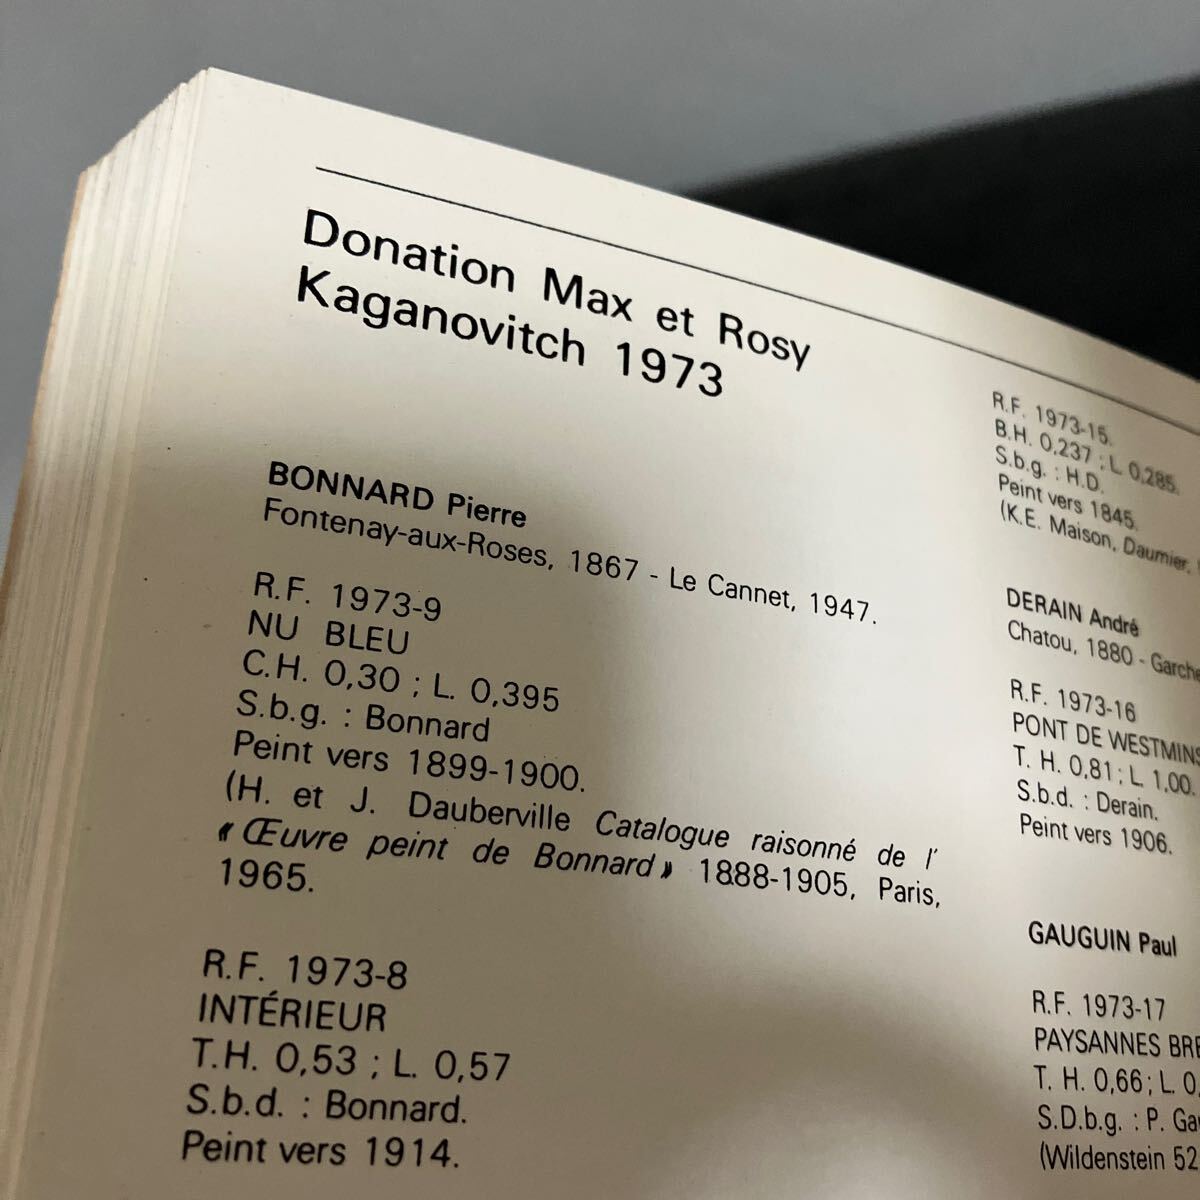 Donation Max et Rosy
Kaganovitch 1973
BONNARD Pierre
Fontenay-aux-Roses, 1867 - Le Cannet, 1947.
R.F. 1973-9
NU BLEU
C.H. 0,30 ; L. 0,395
S.b.g. : Bonnard
Peint vers 1899-1900.
(H. et J. Dauberville Catalogue raisonné de l'
« Œuvre peint de Bonnard » 1888-1905, Paris,
1965.
R.F. 1973-8
INTÉRIEUR
T.H. 0,53 ; L. 0,57
S.b.d. : Bonnard.
Peint vers 1914.
R.F. 1973-15.
B.H. 0,237 ; L. 0,285.
S.b.g. : H.D.
Peint vers 1845.
(K.E. Maison, Daumier,
DERAIN André
Chatou, 1880 - Garche
R.F. 1973-16
PONT DE WESTMINS
T. H. 0,81 ; L. 1,00.
S.b.d. : Derain.
Peint vers 1906.
GAUGUIN Paul
R.F. 1973-17
PAYSANNES BRE
T. H. 0,66 ; L. 0,
S.D.b.g. : P. Gau
(Wildenstein 52